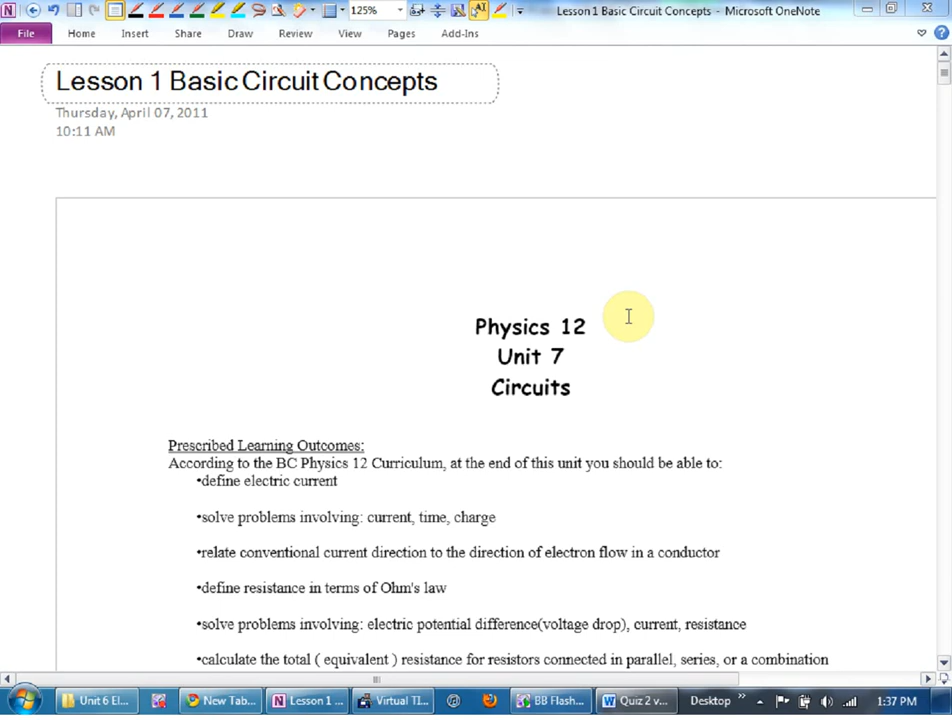 125%
Lesson 1 Basic Circuit Concepts - Microsoft OneNote
File Home Insert Share Draw Review View Pages Add-Ins
Lesson 1 Basic Circuit Concepts
Thursday, April 07, 2011
10:11 AM
Physics 12
Unit 7
Circuits
Prescribed Learning Outcomes:
According to the BC Physics 12 Curriculum, at the end of this unit you should be able to:
•define electric current
•solve problems involving: current, time, charge
•relate conventional current direction to the direction of electron flow in a conductor
•define resistance in terms of Ohm's law
•solve problems involving: electric potential difference(voltage drop), current, resistance
•calculate the total ( equivalent ) resistance for resistors connected in parallel, series, or a combination
Unit 6 El... New Tab... Lesson 1 ... Virtual TI... BB Flash... Quiz 2 v... Desktop 1:37 PM